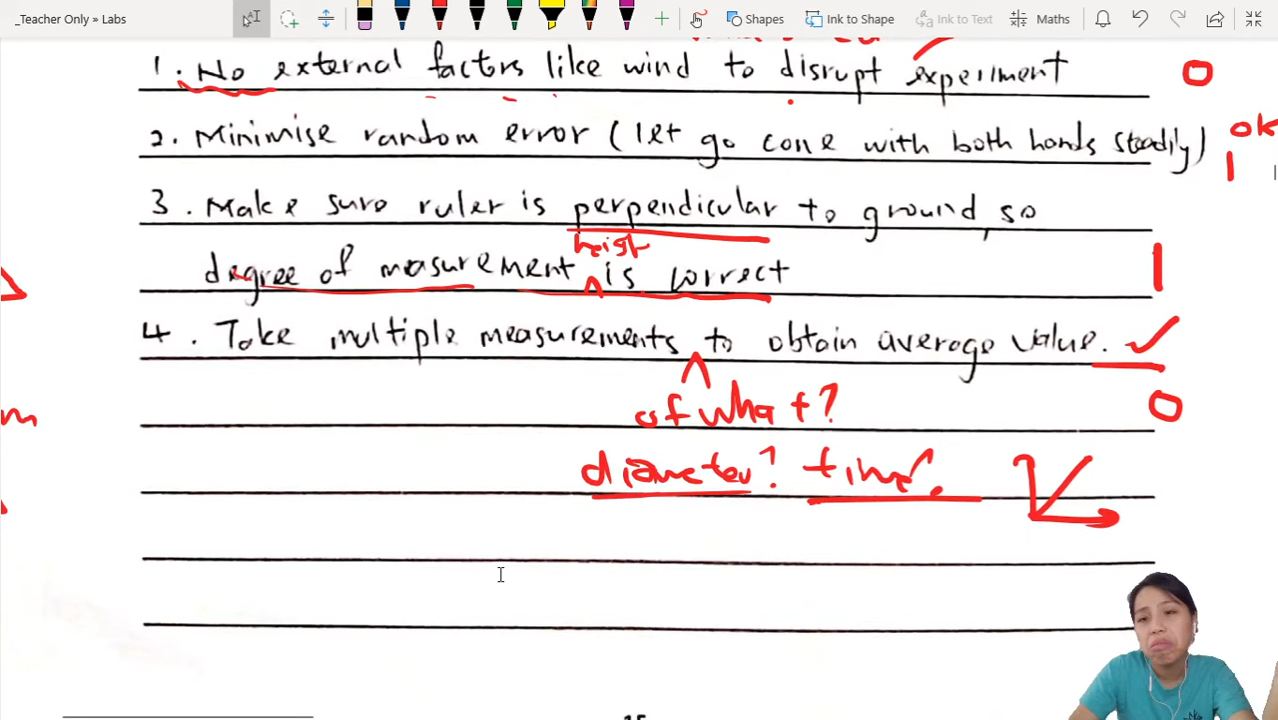 _Teacher Only » Labs
Shapes
Ink to Shape
Ink to Text
Maths
1. No external factors like wind to disrupt experiment
0
2. Minimise random error (let go cone with both hands steadily)
ok
1
3. Make sure ruler is perpendicular to ground, so
heist
degree of measurement is correct
1
4. Take multiple measurements to obtain average value.
of what?
0
m
diameter? time?
15